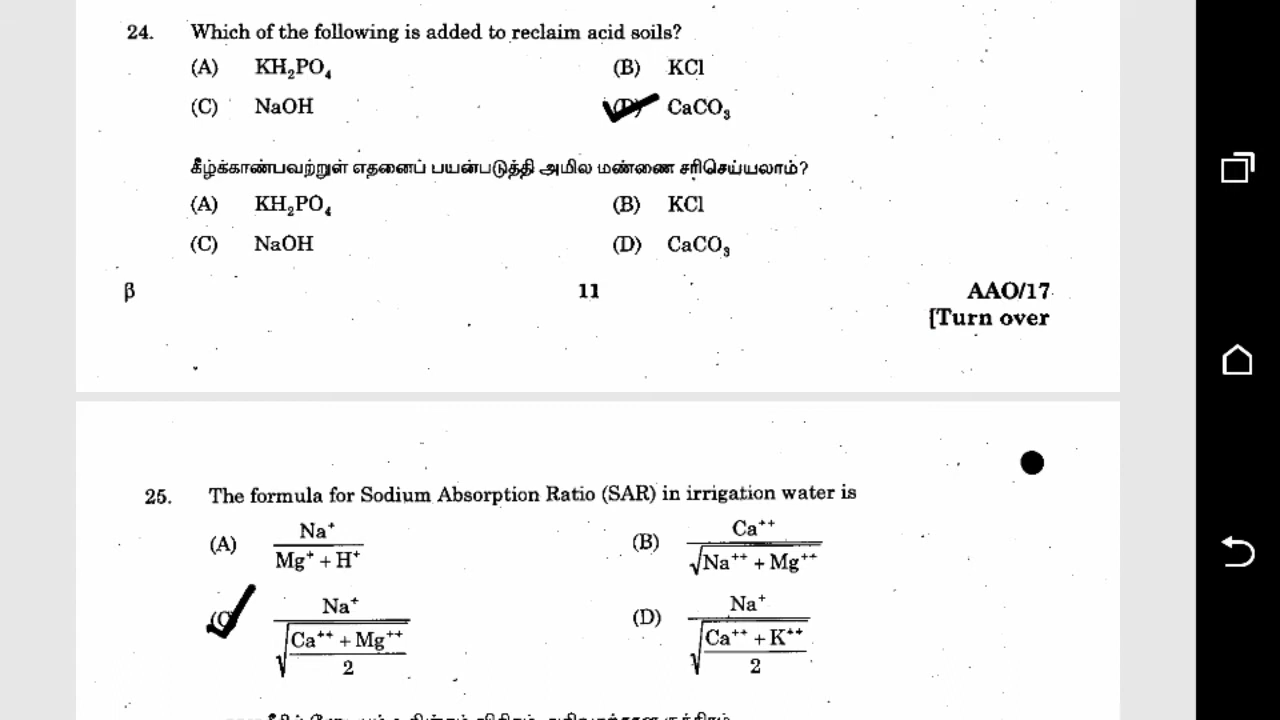 24. Which of the following is added to reclaim acid soils?
(A) KH₂PO₄ (B) KCl
(C) NaOH (D) CaCO₃
கீழ்க்காண்பவற்றுள் எதனைப் பயன்படுத்தி அமில மண்ணை சரிசெய்யலாம்?
(A) KH₂PO₄ (B) KCl
(C) NaOH (D) CaCO₃
β 11 AAO/17
[Turn over
25. The formula for Sodium Absorption Ratio (SAR) in irrigation water is
(A) Na⁺ / (Mg⁺ + H⁺) (B) Ca⁺⁺ / √(Na⁺⁺ + Mg⁺⁺)
(C) Na⁺ / √((Ca⁺⁺ + Mg⁺⁺) / 2) (D) Na⁺ / √((Ca⁺⁺ + K⁺⁺) / 2)